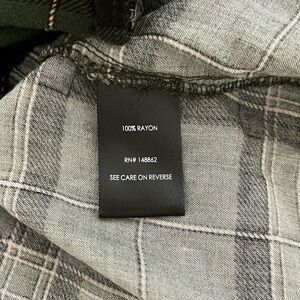 100% RAYON
RN# 148862
SEE CARE ON REVERSE